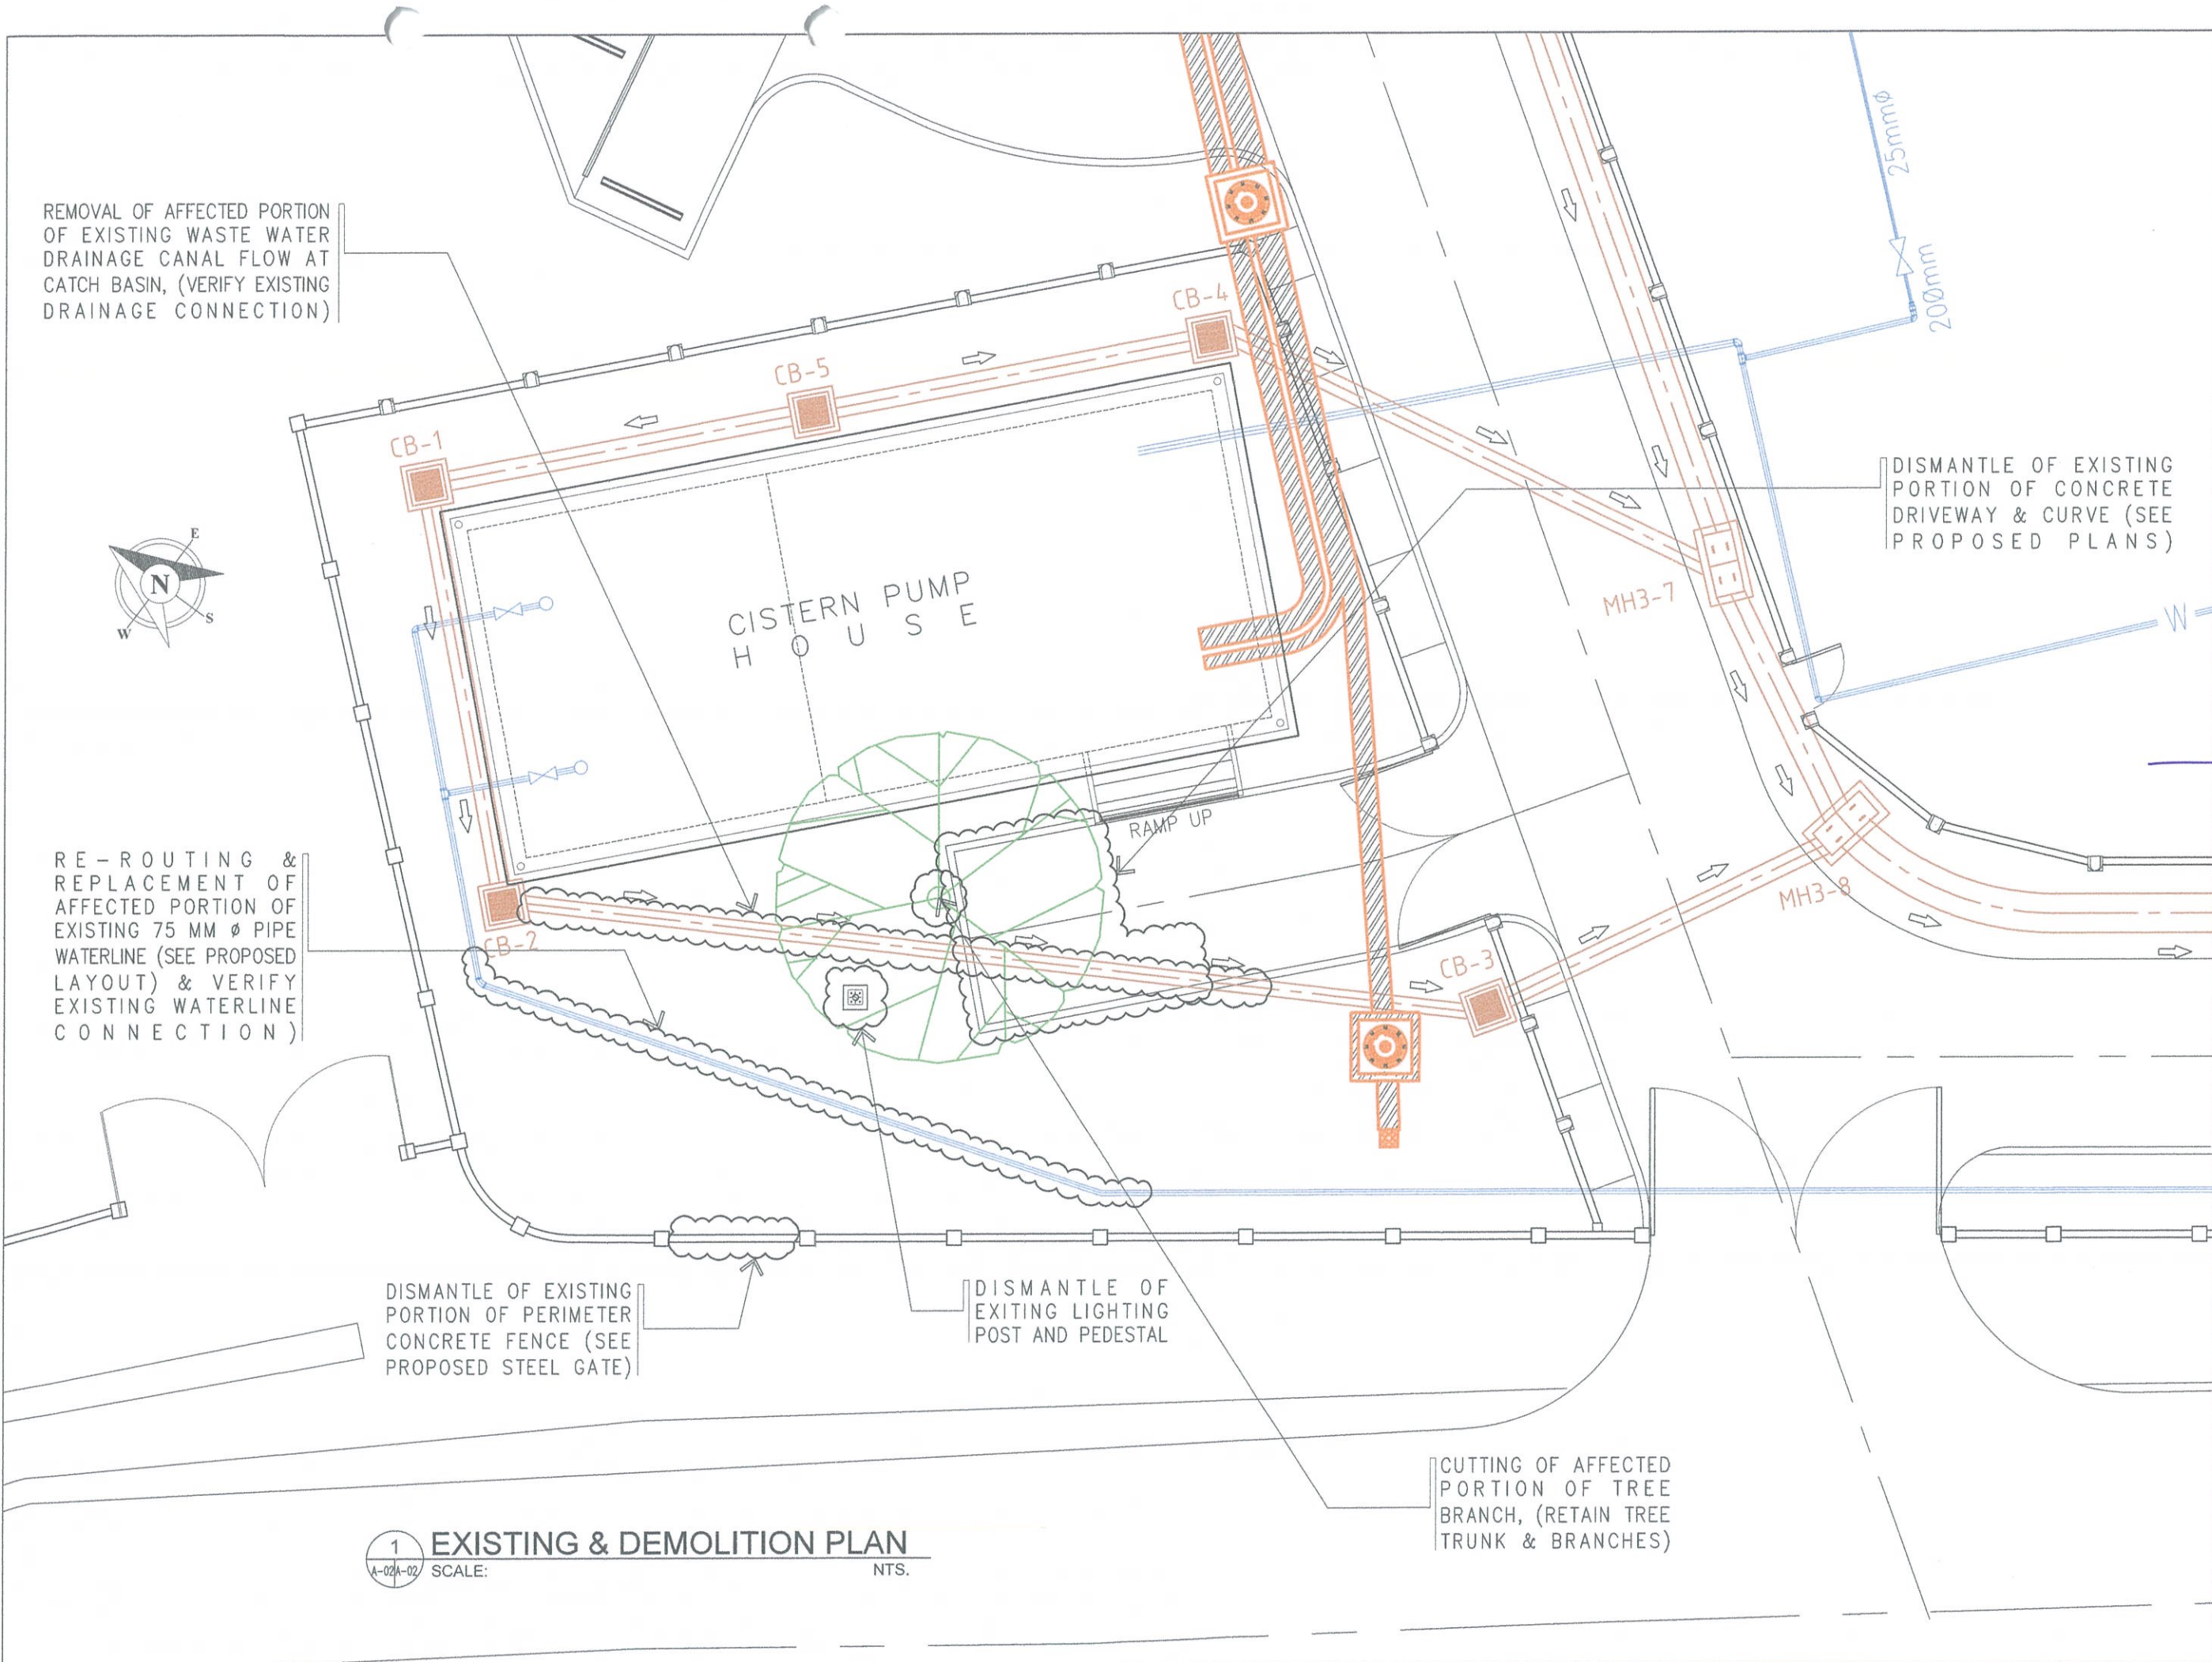 25mmØ
200mm
REMOVAL OF AFFECTED PORTION
OF EXISTING WASTE WATER
DRAINAGE CANAL FLOW AT
CATCH BASIN, (VERIFY EXISTING
DRAINAGE CONNECTION)
CB-4
CB-5
CB-1
DISMANTLE OF EXISTING
PORTION OF CONCRETE
DRIVEWAY & CURVE (SEE
PROPOSED PLANS)
E
N
W
S
CISTERN PUMP
HOUSE
MH3-7
W
RAMP UP
RE-ROUTING &
REPLACEMENT OF
AFFECTED PORTION OF
EXISTING 75 MM ø PIPE
WATERLINE (SEE PROPOSED
LAYOUT) & VERIFY
EXISTING WATERLINE
CONNECTION)
MH3-8
CB-2
CB-3
DISMANTLE OF EXISTING
PORTION OF PERIMETER
CONCRETE FENCE (SEE
PROPOSED STEEL GATE)
DISMANTLE OF
EXITING LIGHTING
POST AND PEDESTAL
CUTTING OF AFFECTED
PORTION OF TREE
BRANCH, (RETAIN TREE
TRUNK & BRANCHES)
1
A-02 A-02
EXISTING & DEMOLITION PLAN
SCALE: NTS.